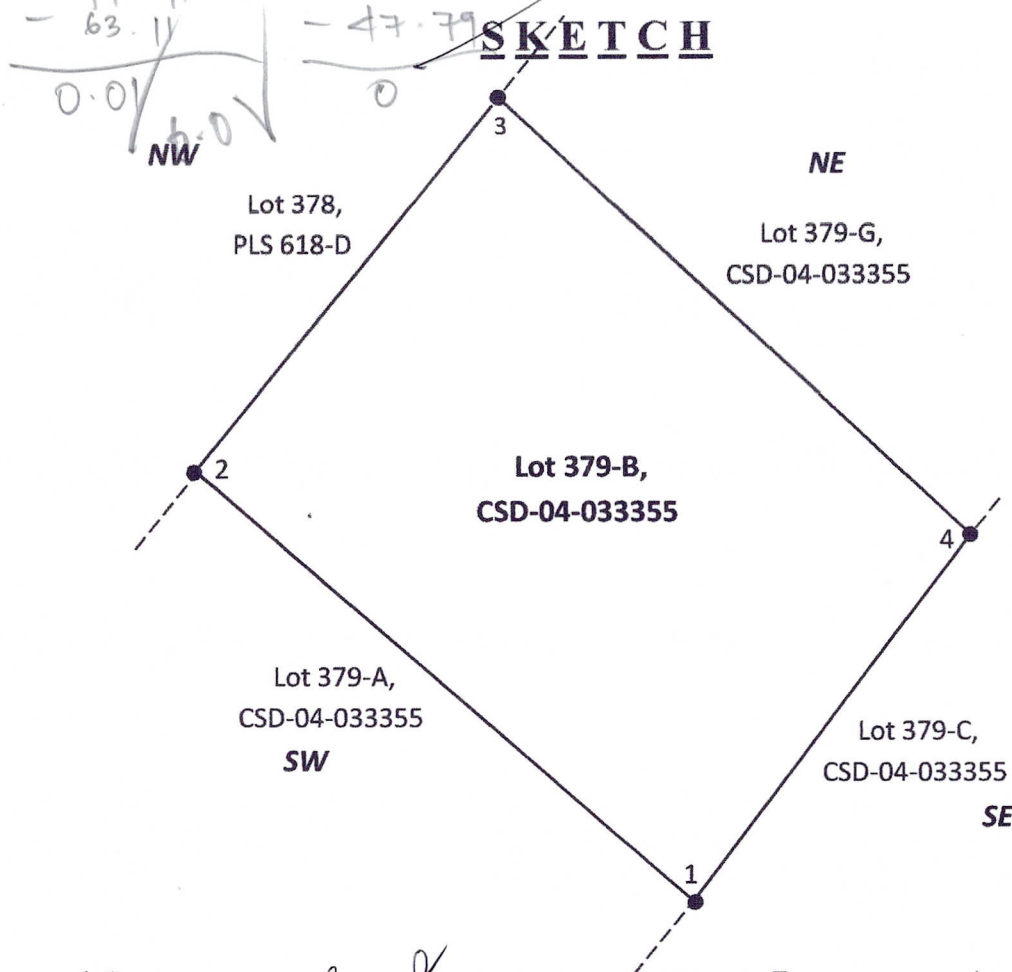 - 63.11
- 47.79
SKETCH
0.01
0
6.0
NW
3
NE
Lot 378,
PLS 618-D
Lot 379-G,
CSD-04-033355
2
Lot 379-B,
CSD-04-033355
4
Lot 379-A,
CSD-04-033355
SW
Lot 379-C,
CSD-04-033355
SE
1